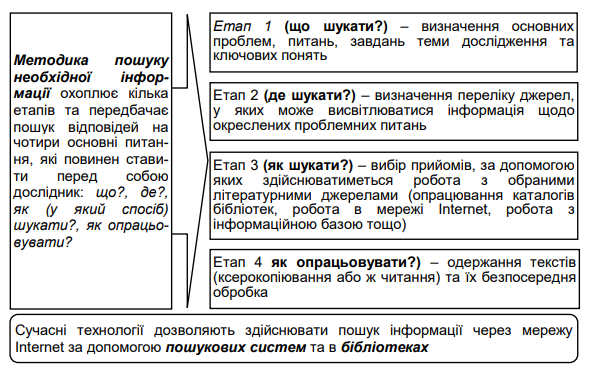 Методика пошуку
необхідної інфор-
мації охоплює кілька
етапів та передбачає
пошук відповідей на
чотири основні питан-
ня, які повинен стави-
ти перед собою
дослідник: що?, де?,
як (у який спосіб)
шукати?, як опрацьо-
вувати?
Етап 1 (що шукати?) – визначення основних
проблем, питань, завдань теми дослідження та
ключових понять
Етап 2 (де шукати?) – визначення переліку джерел,
у яких може висвітлюватися інформація щодо
окреслених проблемних питань
Етап 3 (як шукати?) – вибір прийомів, за допомогою
яких здійснюватиметься робота з обраними
літературними джерелами (опрацювання каталогів
бібліотек, робота в мережі Internet, робота з
інформаційною базою тощо)
Етап 4 як опрацьовувати?) – одержання текстів
(ксерокопіювання або ж читання) та їх безпосередня
обробка
Сучасні технології дозволяють здійснювати пошук інформації через мережу
Internet за допомогою пошукових систем та в бібліотеках